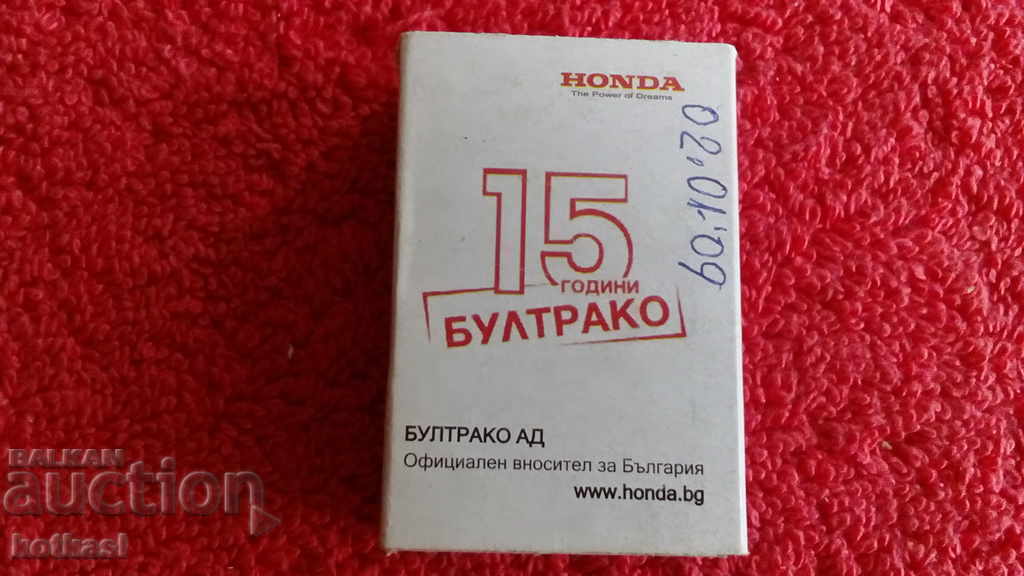 HONDA
The Power of Dreams
02.10.09
15
ГОДИНИ
БУЛТРАКО
БУЛТРАКО АД
Официален вносител за България
www.honda.bg
BALKAN
auction
hotkasl